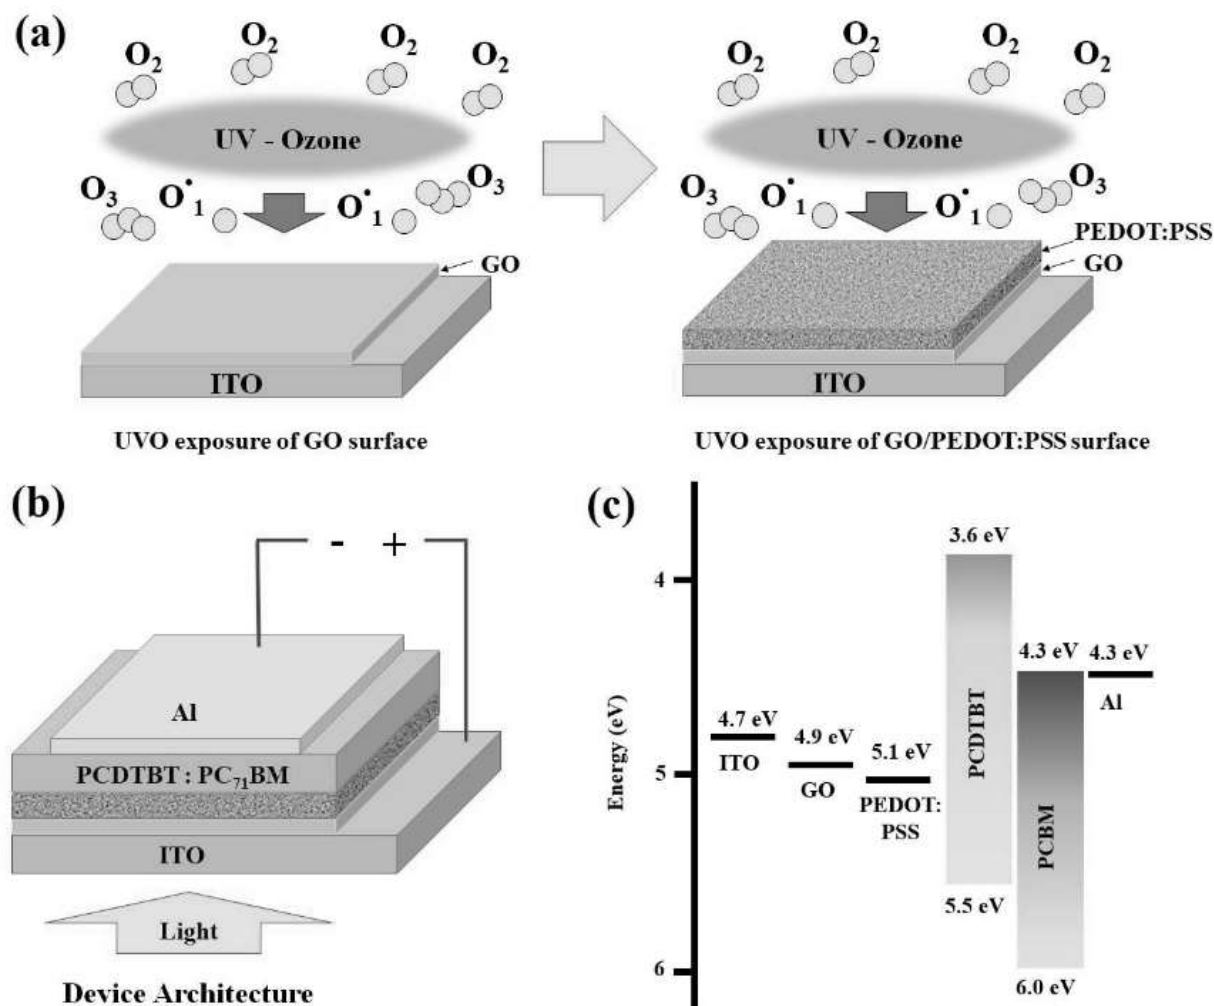 (a)
O2
O2
O2
O2
UV - Ozone
O3
O•1
O•1
O3
GO
ITO
UVO exposure of GO surface
O2
O2
O2
O2
UV - Ozone
O3
O•1
O•1
O3
PEDOT:PSS
GO
ITO
UVO exposure of GO/PEDOT:PSS surface
(b)
- +
Al
PCDTBT : PC71BM
ITO
Light
Device Architecture
(c)
Energy (eV)
4
5
6
4.7 eV
ITO
4.9 eV
GO
5.1 eV
PEDOT:
PSS
3.6 eV
PCDTBT
5.5 eV
4.3 eV
PCBM
6.0 eV
4.3 eV
Al